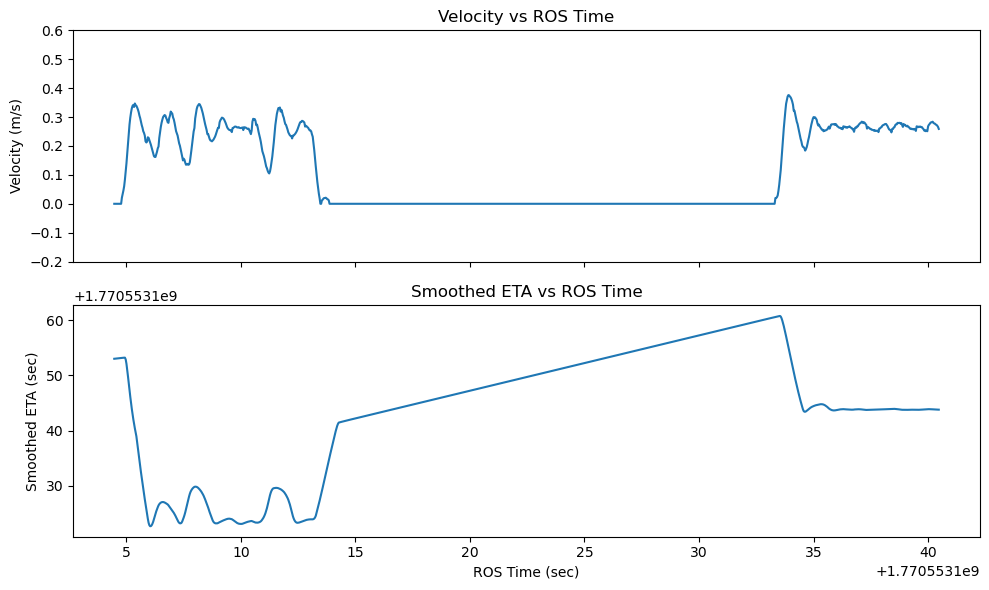 Velocity vs ROS Time
0.6
0.5
0.4
0.3
0.2
0.1
0.0
−0.1
−0.2
Velocity (m/s)
+1.7705531e9
Smoothed ETA vs ROS Time
60
50
40
30
Smoothed ETA (sec)
5 10 15 20 25 30 35 40
ROS Time (sec)
+1.7705531e9